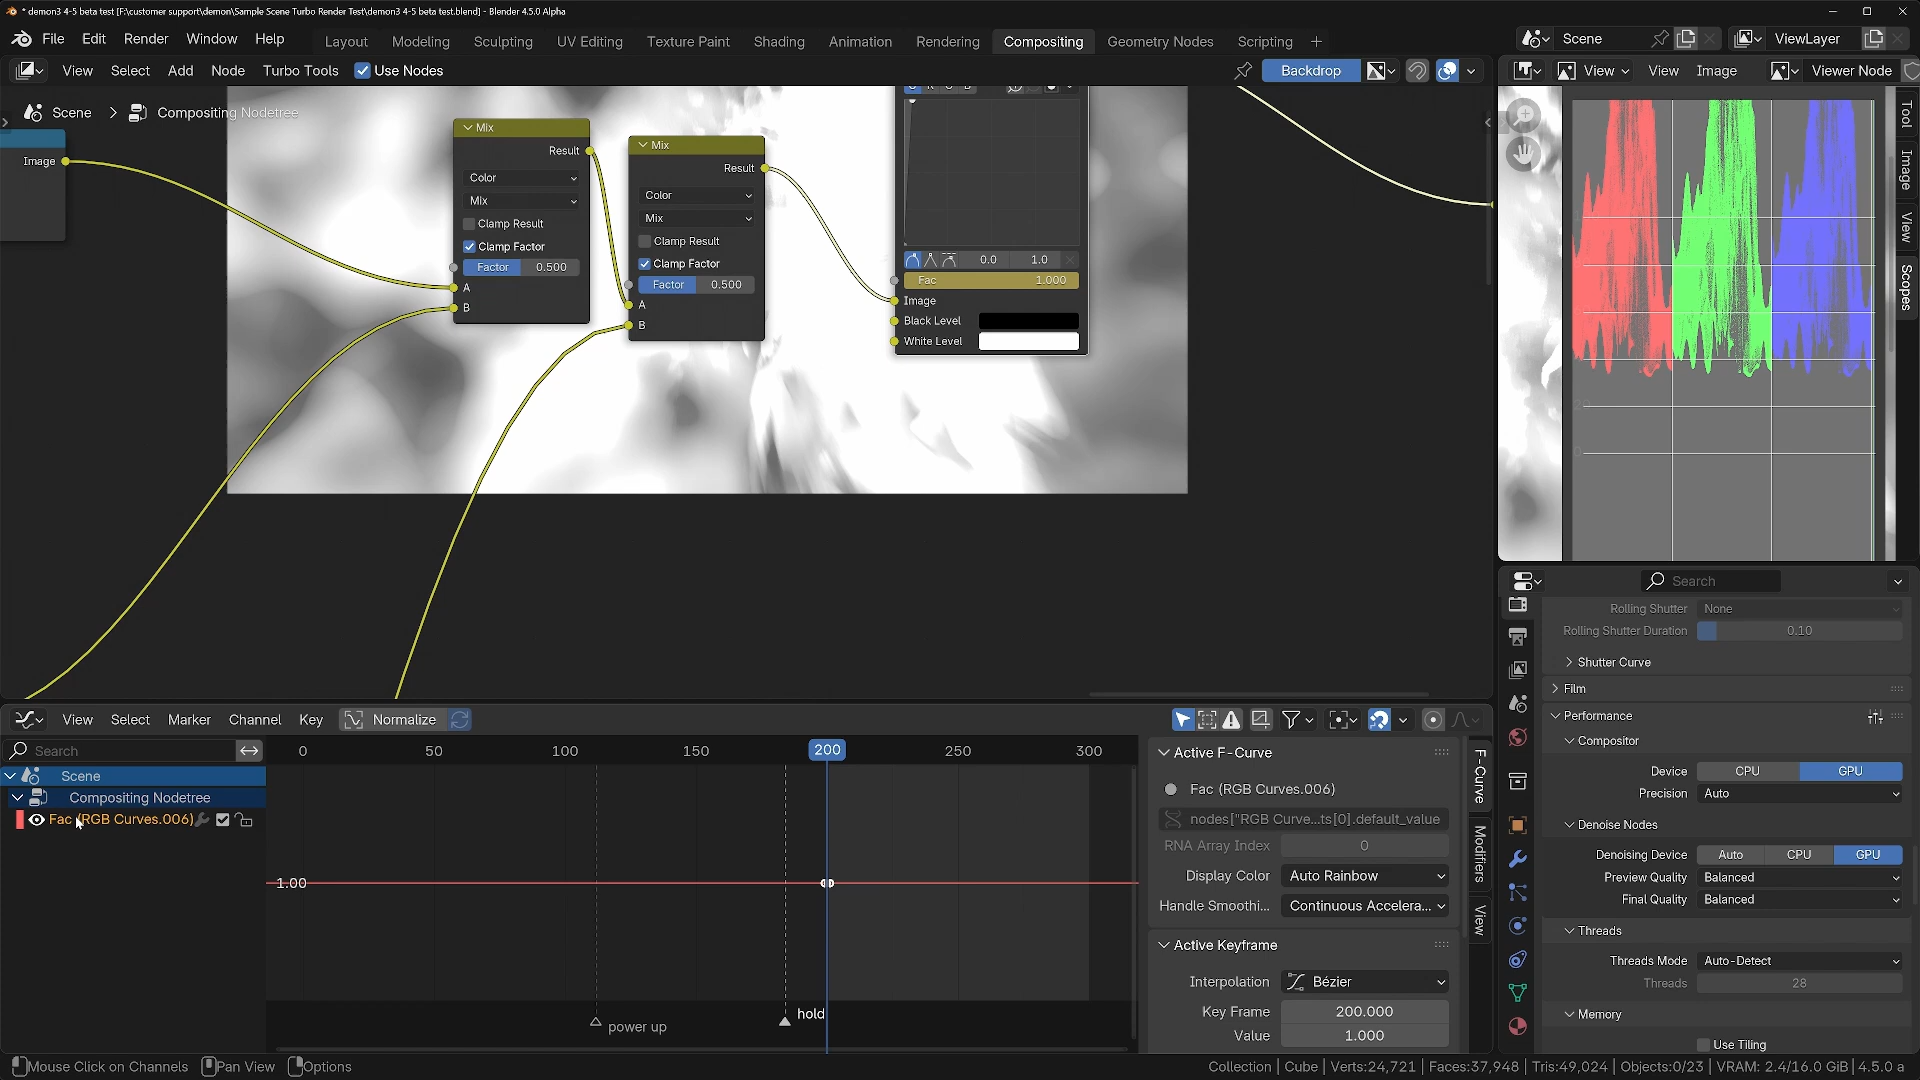 * demon3 4-5 beta test [F:\customer support\demon\Sample Scene Turbo Render Test\demon3 4-5 beta test.blend] - Blender 4.5.0 Alpha
File Edit Render Window Help
Layout Modeling Sculpting UV Editing Texture Paint Shading Animation Rendering Compositing Geometry Nodes Scripting +
Scene
ViewLayer
View Select Add Node Turbo Tools Use Nodes
Backdrop
View View Image Viewer Node
Scene > Compositing Nodetree
Image
Mix
Result
Color
Mix
Clamp Result
Clamp Factor
Factor 0.500
A
B
Mix
Result
Color
Mix
Clamp Result
Clamp Factor
Factor 0.500
A
B
0.0 1.0
Fac 1.000
Image
Black Level
White Level
Tool
Image
View
Scopes
Search
Rolling Shutter None
Rolling Shutter Duration 0.10
Shutter Curve
Film
Performance
Compositor
Device CPU GPU
Precision Auto
Denoise Nodes
Denoising Device Auto CPU GPU
Preview Quality Balanced
Final Quality Balanced
Threads
Threads Mode Auto-Detect
Threads 28
Memory
Use Tiling
View Select Marker Channel Key Normalize
Search
0 50 100 150 200 250 300
Scene
Compositing Nodetree
Fac (RGB Curves.006)
1.00
power up
hold
Active F-Curve
Fac (RGB Curves.006)
nodes["RGB Curve...ts[0].default_value
RNA Array Index 0
Display Color Auto Rainbow
Handle Smoothi... Continuous Accelera...
Active Keyframe
Interpolation Bézier
Key Frame 200.000
Value 1.000
F-Curve
Modifiers
View
Mouse Click on Channels Pan View Options
Collection | Cube | Verts:24,721 | Faces:37,948 | Tris:49,024 | Objects:0/23 | VRAM: 2.4/16.0 GiB | 4.5.0 a